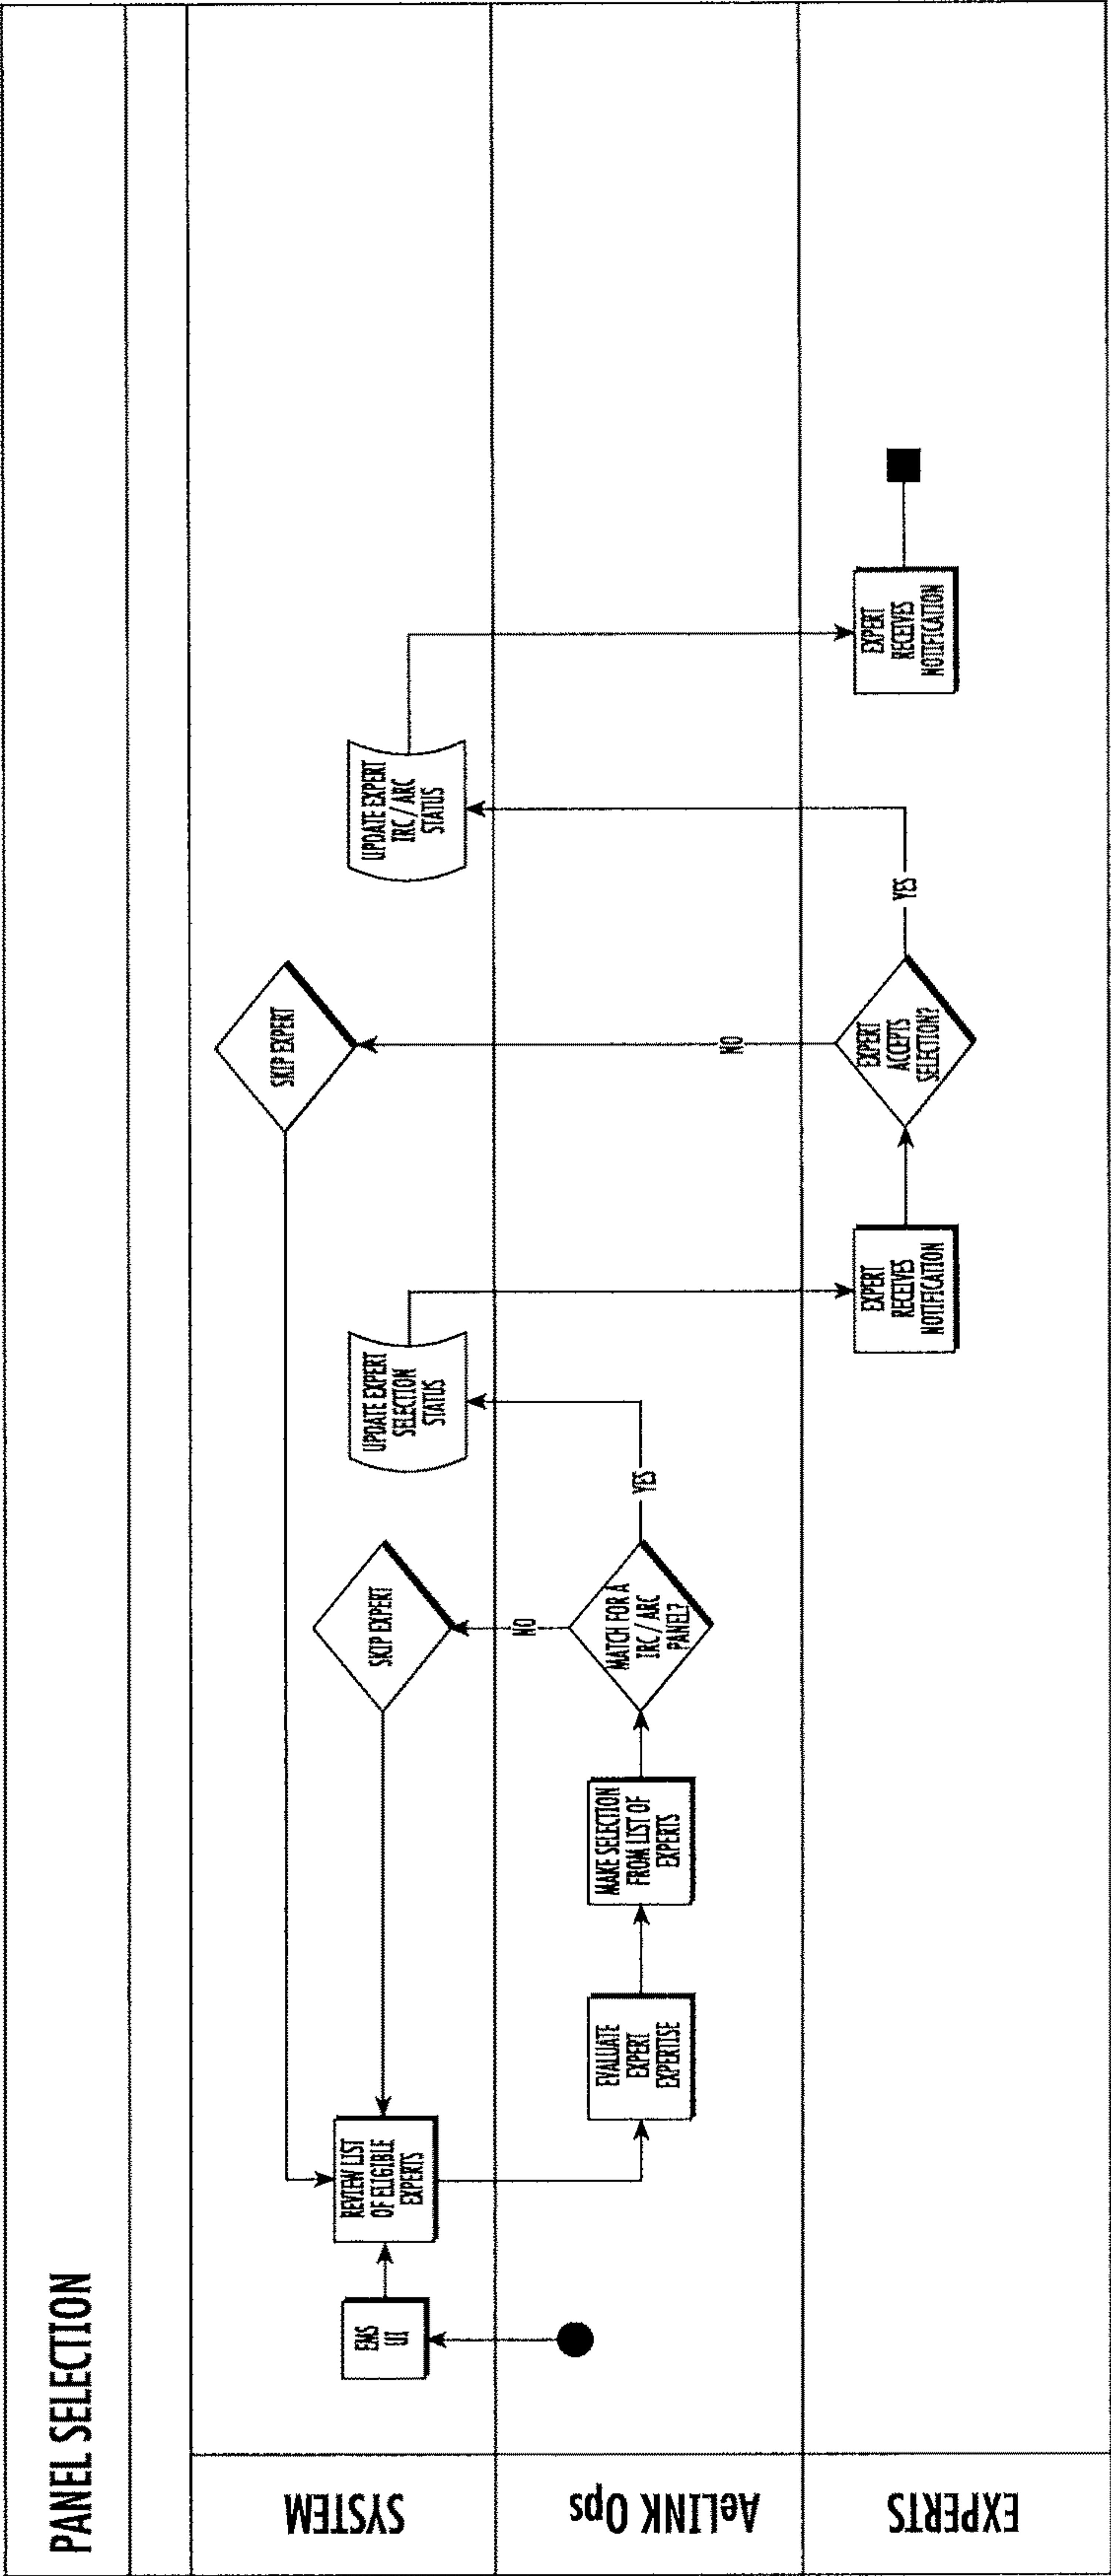 PANEL SELECTION
SYSTEM
EMS
UI
REVIEW LIST
OF ELIGIBLE
EXPERTS
SKIP EXPERT
UPDATE EXPERT
SELECTION
STATUS
SKIP EXPERT
UPDATE EXPERT
IRC / ARC
STATUS
AeLINK Ops
EVALUATE
EXPERT
EXPERTISE
MAKE SELECTION
FROM LIST OF
EXPERTS
MATCH FOR A
IRC / ARC
PANEL?
NO
YES
EXPERTS
EXPERT
RECEIVES
NOTIFICATION
EXPERT
ACCEPTS
SELECTION?
NO
YES
EXPERT
RECEIVES
NOTIFICATION